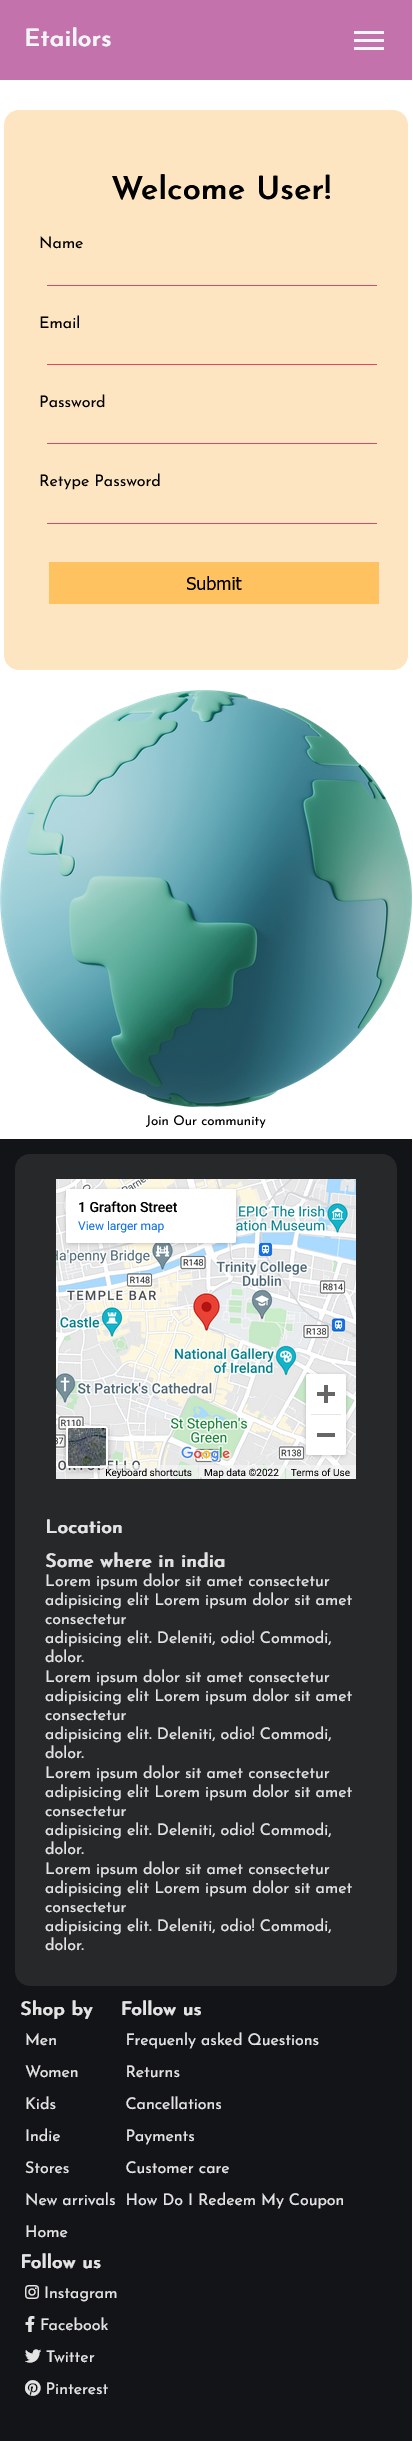 Etailors
Welcome User!
Name
Email
Password
Retype Password
Submit
Join Our community
1 Grafton Street
View larger map
EPIC The Irish
ation Museum
Ha'penny Bridge
R148
Trinity College
Dublin
R148
R814
TEMPLE BAR
Castle
R138
National Gallery
of Ireland
St Patrick's Cathedral
R110
St Stephen's
Green
87
Google
R138
Keyboard shortcuts
Map data ©2022
Terms of Use
Location
Some where in india
Lorem ipsum dolor sit amet consectetur
adipisicing elit Lorem ipsum dolor sit amet
consectetur
adipisicing elit. Deleniti, odio! Commodi,
dolor.
Lorem ipsum dolor sit amet consectetur
adipisicing elit Lorem ipsum dolor sit amet
consectetur
adipisicing elit. Deleniti, odio! Commodi,
dolor.
Lorem ipsum dolor sit amet consectetur
adipisicing elit Lorem ipsum dolor sit amet
consectetur
adipisicing elit. Deleniti, odio! Commodi,
dolor.
Lorem ipsum dolor sit amet consectetur
adipisicing elit Lorem ipsum dolor sit amet
consectetur
adipisicing elit. Deleniti, odio! Commodi,
dolor.
Shop by
Men
Women
Kids
Indie
Stores
New arrivals
Home
Follow us
Frequenly asked Questions
Returns
Cancellations
Payments
Customer care
How Do I Redeem My Coupon
Follow us
Instagram
Facebook
Twitter
Pinterest